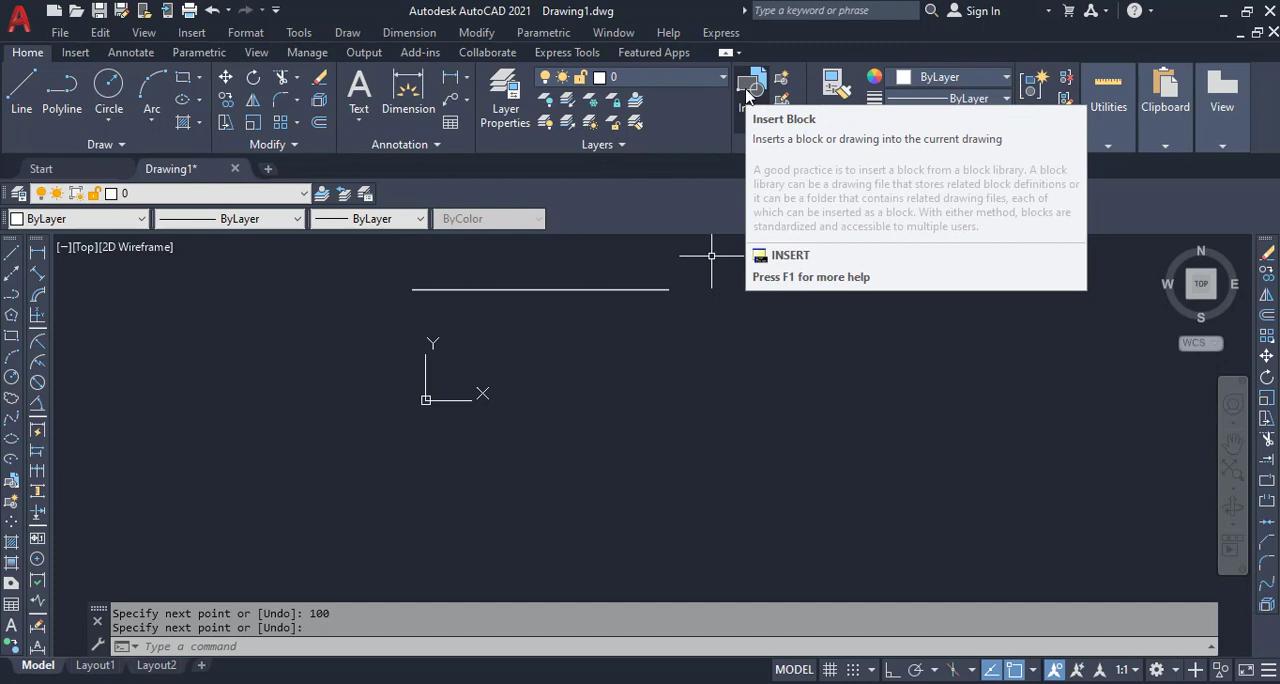 Autodesk AutoCAD 2021 Drawing1.dwg
Type a keyword or phrase
Sign In
File Edit View Insert Format Tools Draw Dimension Modify Parametric Window Help Express
Home Insert Annotate Parametric View Manage Output Add-ins Collaborate Express Tools Featured Apps
0
ByLayer
ByLayer
Line Polyline Circle Arc
Text Dimension
Layer
Properties
Utilities Clipboard View
Draw Modify Annotation Layers
Insert Block
Inserts a block or drawing into the current drawing
A good practice is to insert a block from a block library. A block
library can be a drawing file that stores related block definitions or
it can be a folder that contains related drawing files, each of
which can be inserted as a block. With either method, blocks are
standardized and accessible to multiple users.
INSERT
Press F1 for more help
Start Drawing1*
0
ByLayer ByLayer ByLayer ByColor
[−][Top][2D Wireframe]
N
W TOP E
S
WCS
Y
X
Specify next point or [Undo]: 100
Specify next point or [Undo]:
Type a command
Model Layout1 Layout2
MODEL
1:1